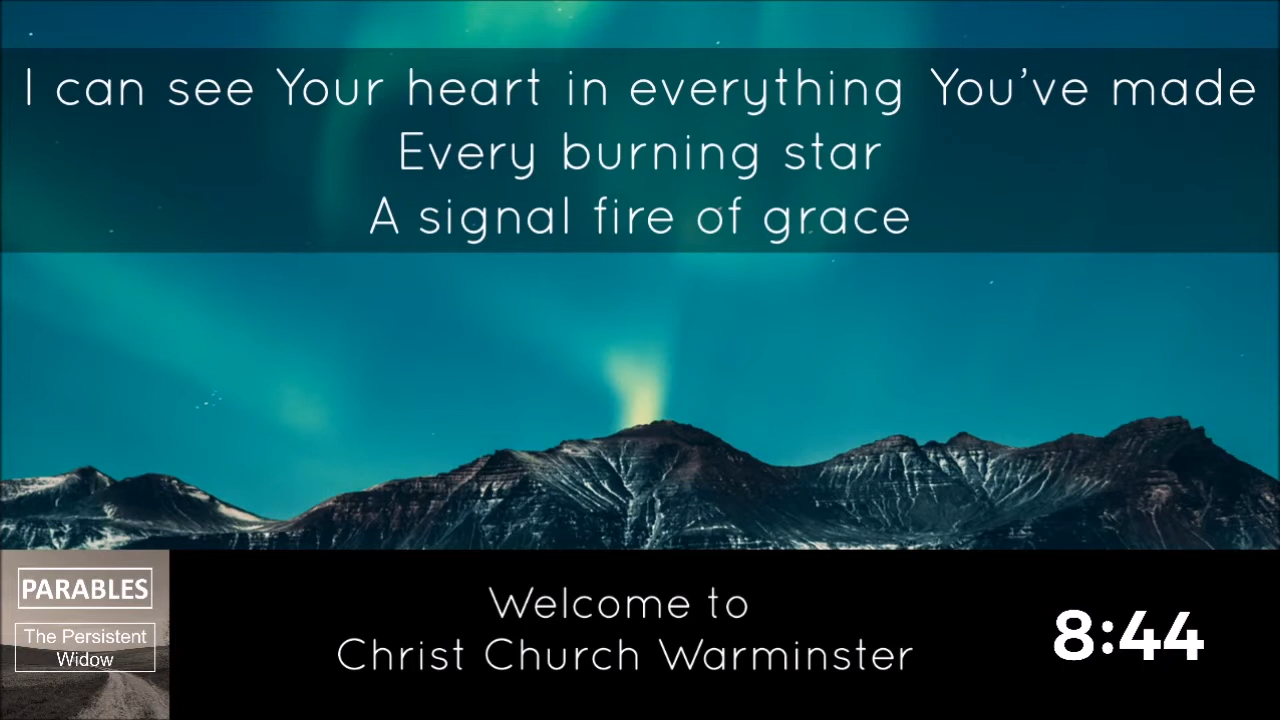 I can see Your heart in everything You’ve made
Every burning star
A signal fire of grace
PARABLES
The Persistent
Widow
Welcome to
Christ Church Warminster
8:44